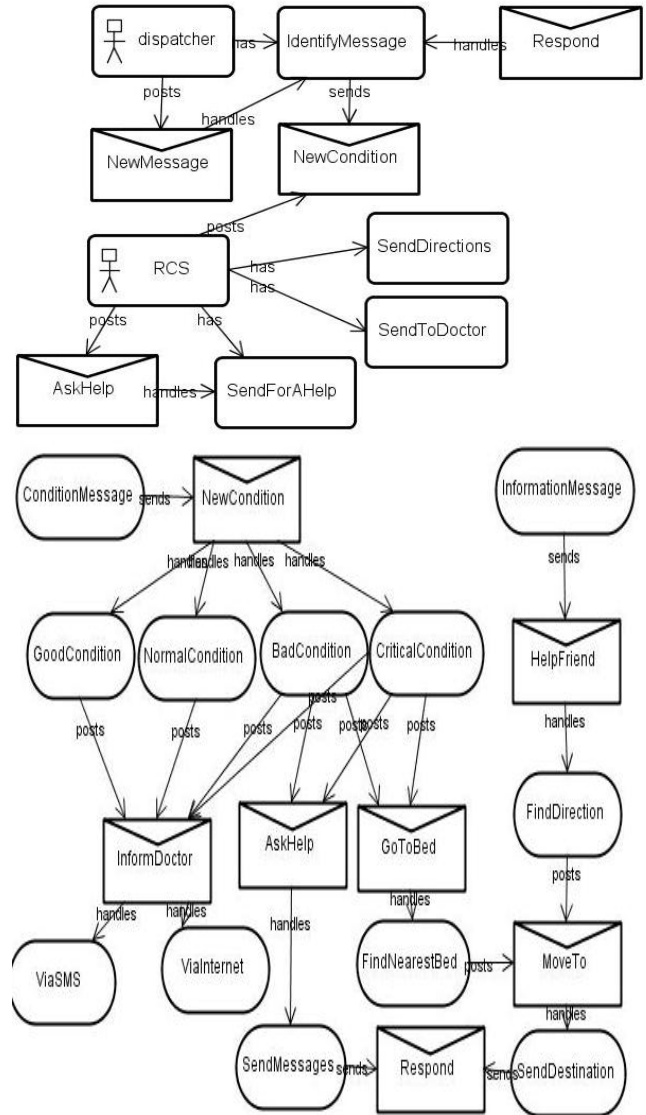 dispatcher
has
IdentifyMessage
handles
Respond
posts
handles
sends
NewMessage
NewCondition
posts
RCS
has
SendDirections
has
SendToDoctor
posts
has
AskHelp
handles
SendForAHelp
ConditionMessage
sends
NewCondition
InformationMessage
sends
handles
handles
handles
handles
GoodCondition
NormalCondition
BadCondition
CriticalCondition
HelpFriend
posts
posts
posts
posts
posts
posts
posts
posts
handles
InformDoctor
AskHelp
GoToBed
FindDirection
posts
handles
handles
handles
handles
ViaSMS
ViaInternet
FindNearestBed
posts
MoveTo
handles
SendMessages
sends
Respond
sends
SendDestination